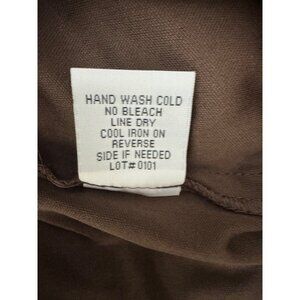 HAND WASH COLD
NO BLEACH
LINE DRY
COOL IRON ON
REVERSE
SIDE IF NEEDED
LOT# 0101